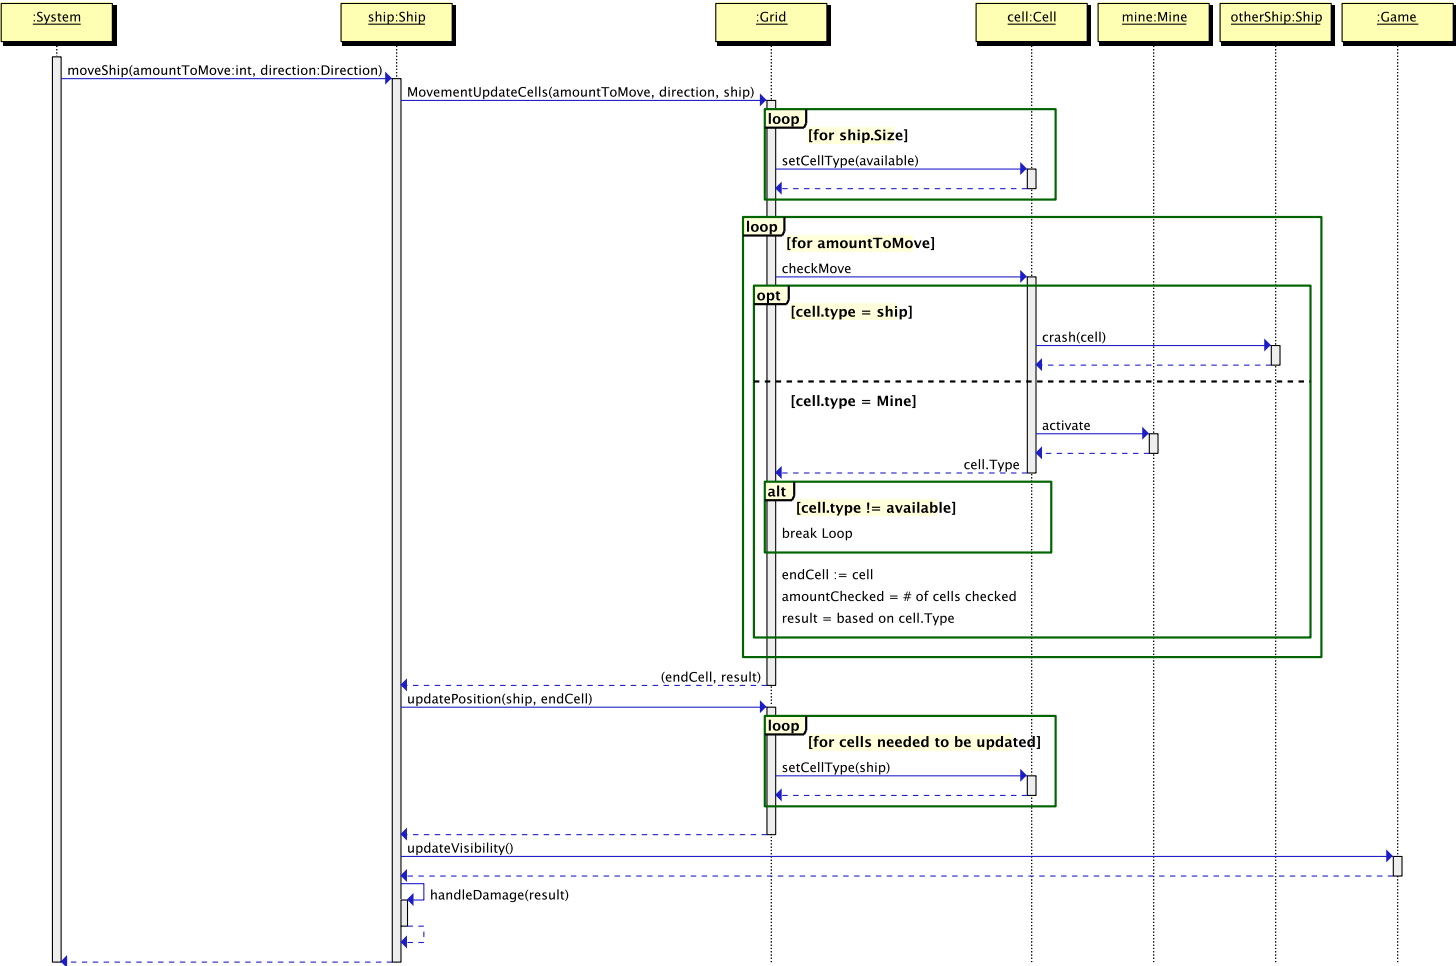 :System
ship:Ship
:Grid
cell:Cell
mine:Mine
otherShip:Ship
:Game
moveShip(amountToMove:int, direction:Direction)
MovementUpdateCells(amountToMove, direction, ship)
loop
[for ship.Size]
setCellType(available)
loop
[for amountToMove]
checkMove
opt
[cell.type = ship]
crash(cell)
[cell.type = Mine]
activate
cell.Type
alt
[cell.type != available]
break Loop
endCell := cell
amountChecked = # of cells checked
result = based on cell.Type
(endCell, result)
updatePosition(ship, endCell)
loop
[for cells needed to be updated]
setCellType(ship)
updateVisibility()
handleDamage(result)